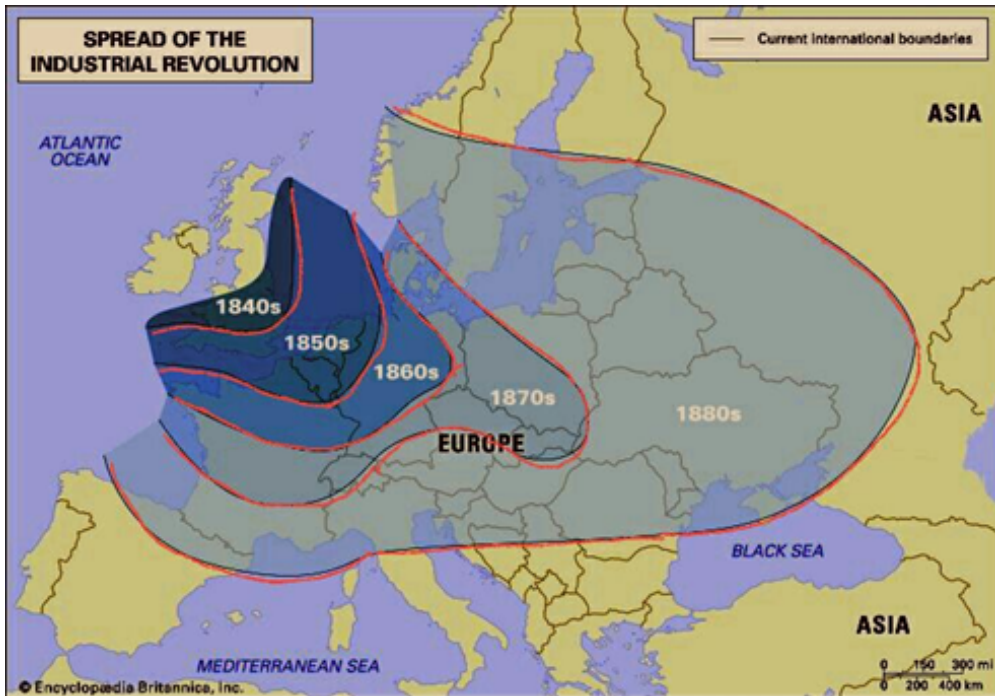 SPREAD OF THE
INDUSTRIAL REVOLUTION
Current international boundaries
ASIA
ATLANTIC
OCEAN
1840s
1850s
1860s
1870s
1880s
EUROPE
BLACK SEA
ASIA
MEDITERRANEAN SEA
0 150 300 mi
0 200 400 km
© Encyclopædia Britannica, Inc.